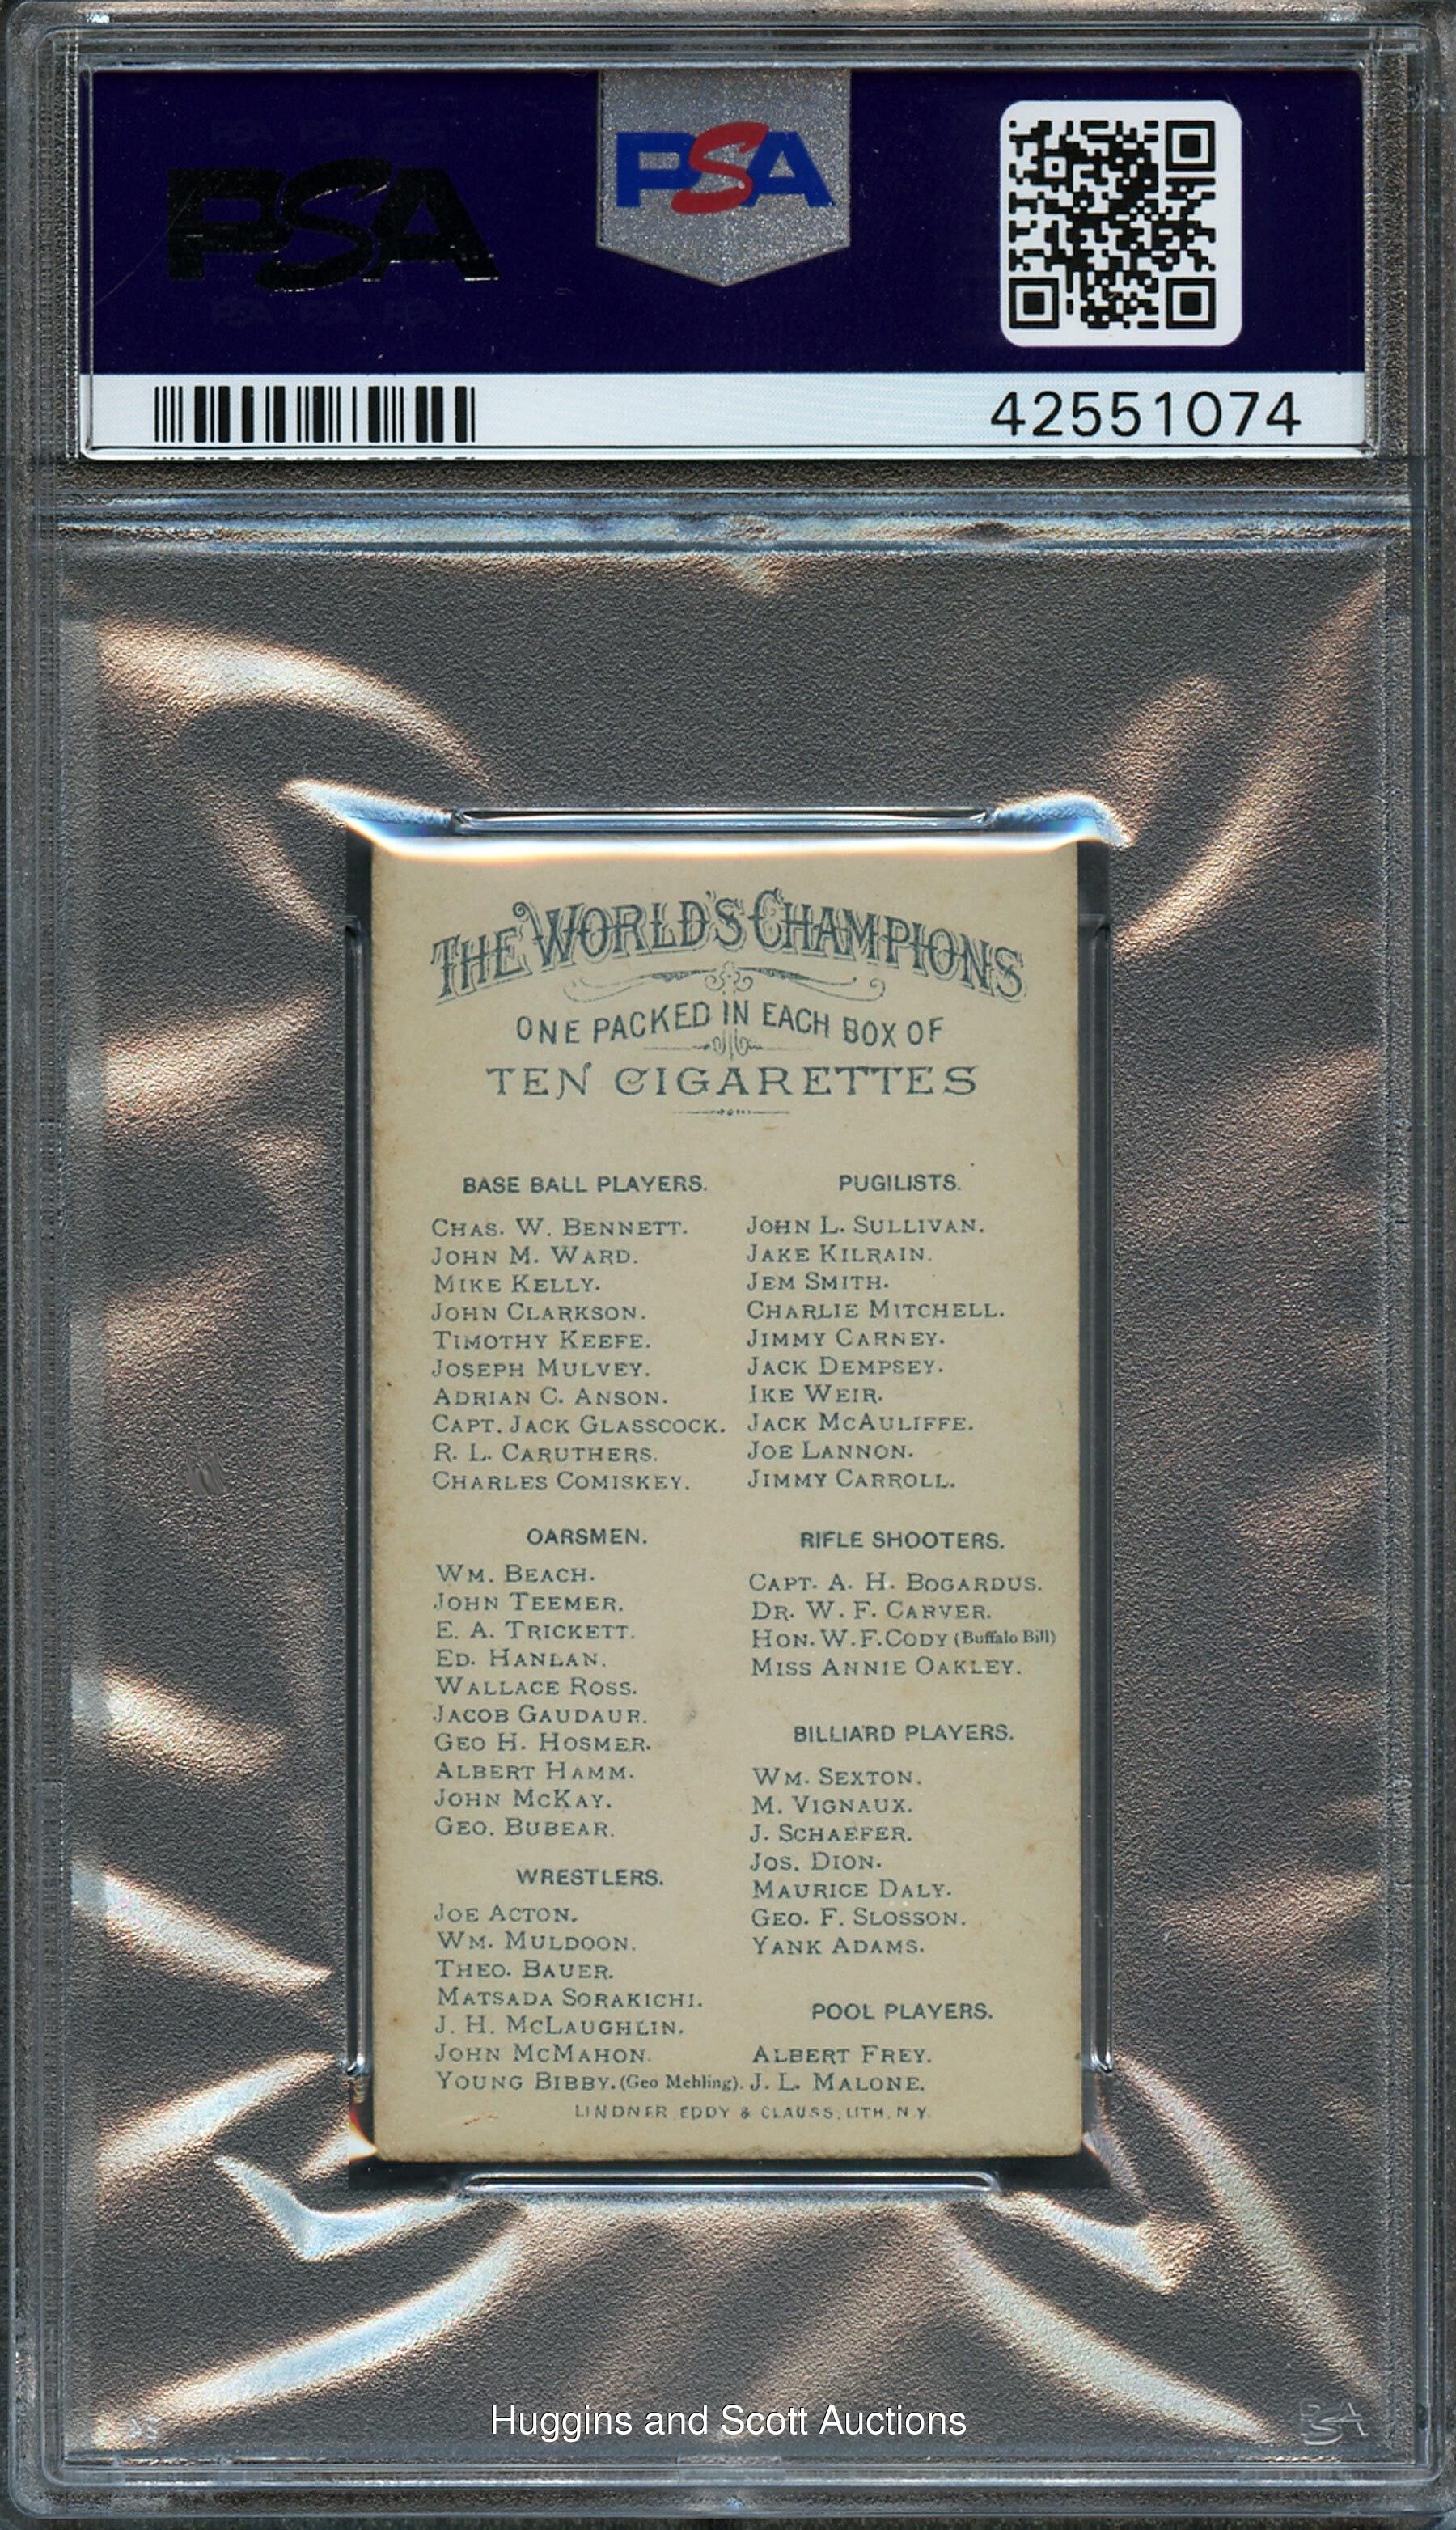 PSA
PSA
42551074
THE WORLD'S CHAMPIONS
ONE PACKED IN EACH BOX OF
TEN CIGARETTES
BASE BALL PLAYERS.
CHAS. W. BENNETT.
JOHN M. WARD.
MIKE KELLY.
JOHN CLARKSON.
TIMOTHY KEEFE.
JOSEPH MULVEY.
ADRIAN C. ANSON.
CAPT. JACK GLASSCOCK.
R. L. CARUTHERS.
CHARLES COMISKEY.
OARSMEN.
WM. BEACH.
JOHN TEEMER.
E. A. TRICKETT.
ED. HANLAN.
WALLACE ROSS.
JACOB GAUDAUR.
GEO H. HOSMER.
ALBERT HAMM.
JOHN MCKAY.
GEO. BUBEAR.
WRESTLERS.
JOE ACTON.
WM. MULDOON.
THEO. BAUER.
MATSADA SORAKICHI.
J. H. MCLAUGHLIN.
JOHN MCMAHON.
YOUNG BIBBY. (Geo Mehling).
PUGILISTS.
JOHN L. SULLIVAN.
JAKE KILRAIN.
JEM SMITH.
CHARLIE MITCHELL.
JIMMY CARNEY.
JACK DEMPSEY.
IKE WEIR.
JACK MCAULIFFE.
JOE LANNON.
JIMMY CARROLL.
RIFLE SHOOTERS.
CAPT. A. H. BOGARDUS.
DR. W. F. CARVER.
HON. W. F. CODY (Buffalo Bill)
MISS ANNIE OAKLEY.
BILLIARD PLAYERS.
WM. SEXTON.
M. VIGNAUX.
J. SCHAEFER.
JOS. DION.
MAURICE DALY.
GEO. F. SLOSSON.
YANK ADAMS.
POOL PLAYERS.
ALBERT FREY.
J. L. MALONE.
LINDNER, EDDY & CLAUSS, LITH, N.Y.
Huggins and Scott Auctions
PSA